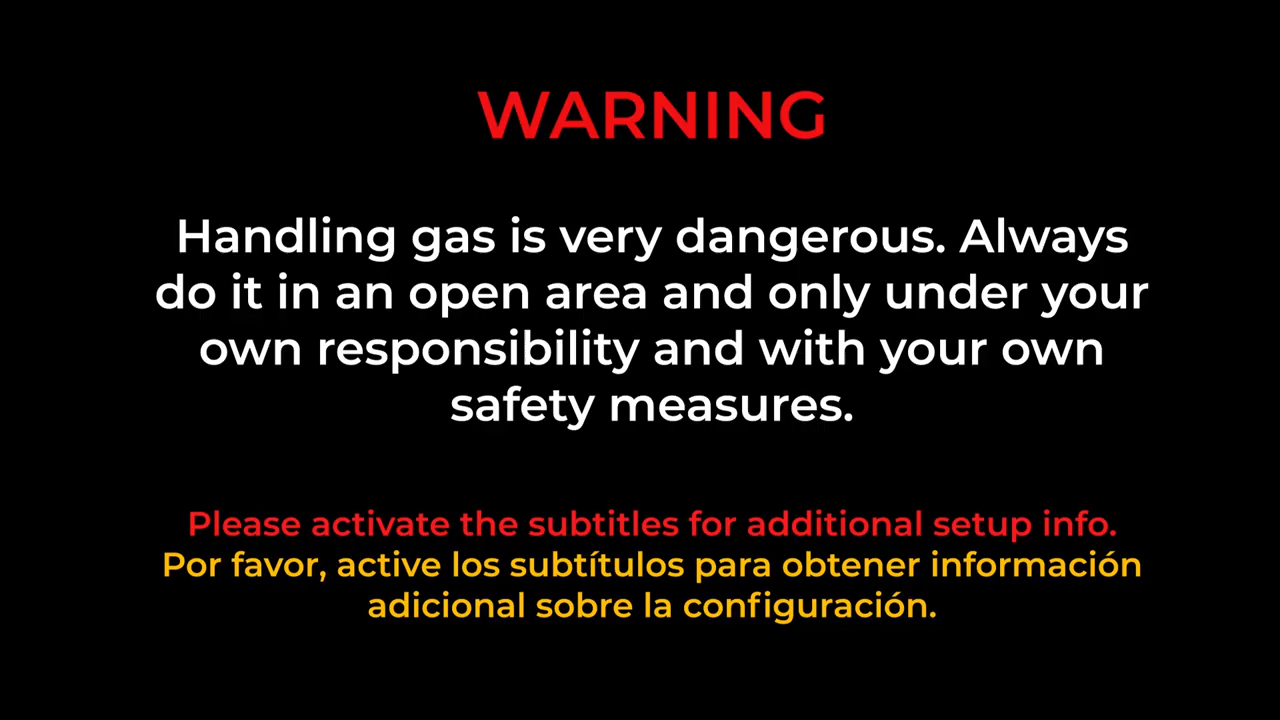 WARNING
Handling gas is very dangerous. Always
do it in an open area and only under your
own responsibility and with your own
safety measures.
Please activate the subtitles for additional setup info.
Por favor, active los subtítulos para obtener información
adicional sobre la configuración.